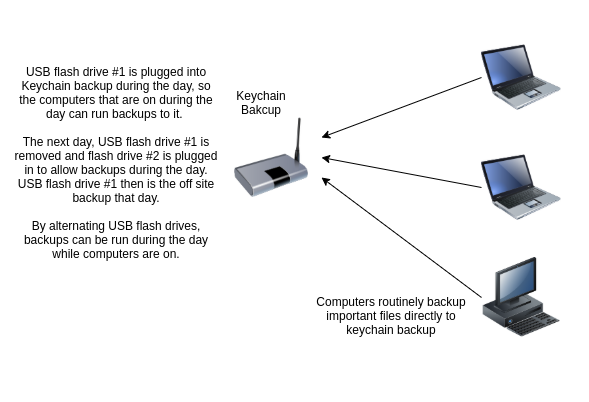 USB flash drive #1 is plugged into
Keychain backup during the day, so
the computers that are on during the
day can run backups to it.
The next day, USB flash drive #1 is
removed and flash drive #2 is plugged
in to allow backups during the day.
USB flash drive #1 then is the off site
backup that day.
By alternating USB flash drives,
backups can be run during the day
while computers are on.
Keychain
Bakcup
Computers routinely backup
important files directly to
keychain backup